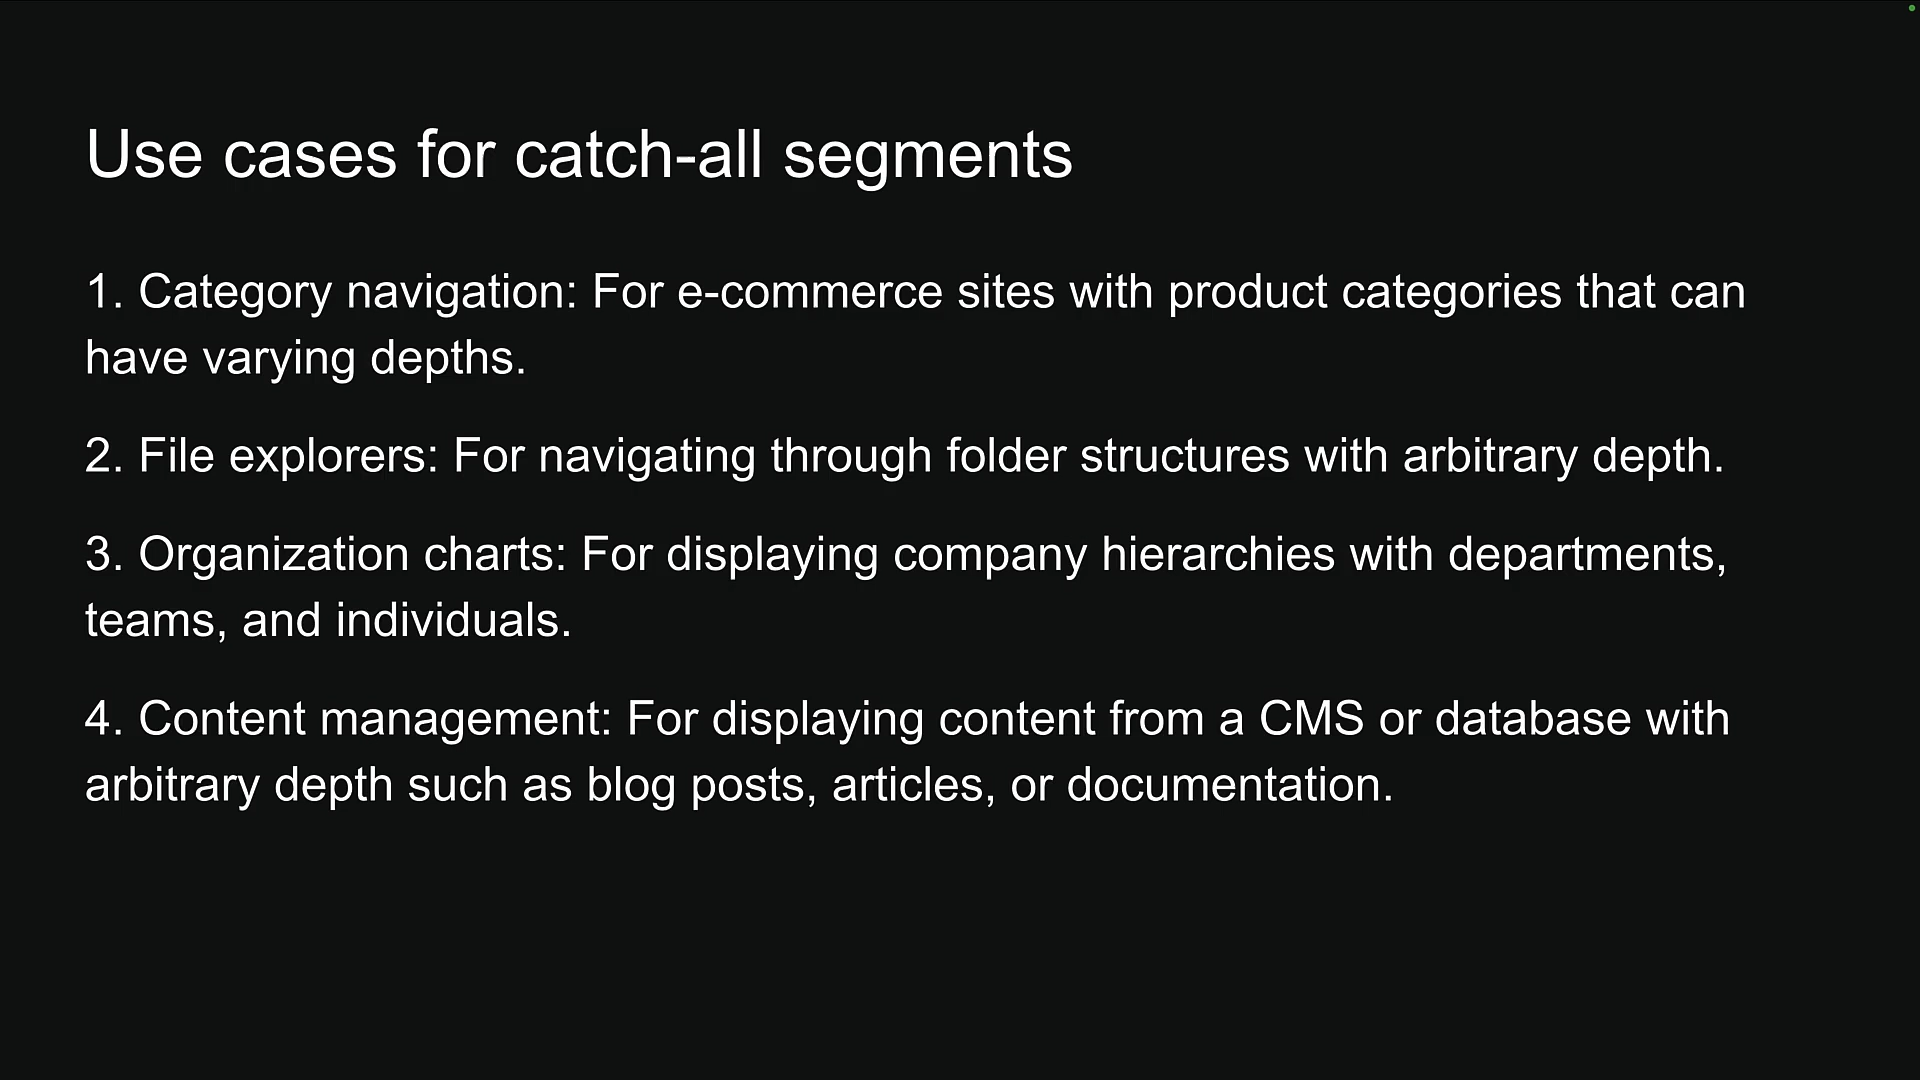 Use cases for catch-all segments
1. Category navigation: For e-commerce sites with product categories that can
have varying depths.
2. File explorers: For navigating through folder structures with arbitrary depth.
3. Organization charts: For displaying company hierarchies with departments,
teams, and individuals.
4. Content management: For displaying content from a CMS or database with
arbitrary depth such as blog posts, articles, or documentation.